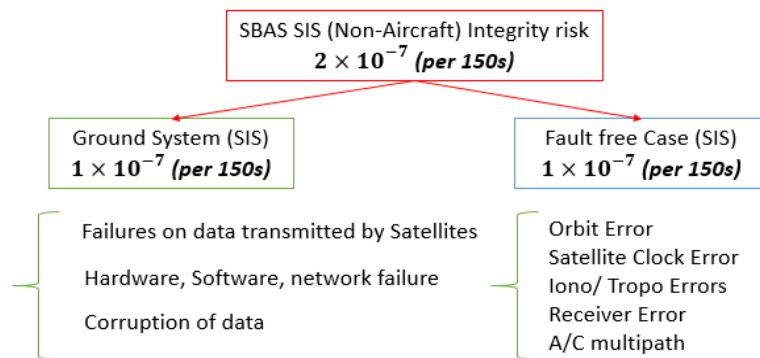 SBAS SIS (Non-Aircraft) Integrity risk
2 × 10⁻⁷ (per 150s)
Ground System (SIS)
1 × 10⁻⁷ (per 150s)
Fault free Case (SIS)
1 × 10⁻⁷ (per 150s)
Failures on data transmitted by Satellites
Hardware, Software, network failure
Corruption of data
Orbit Error
Satellite Clock Error
Iono/ Tropo Errors
Receiver Error
A/C multipath